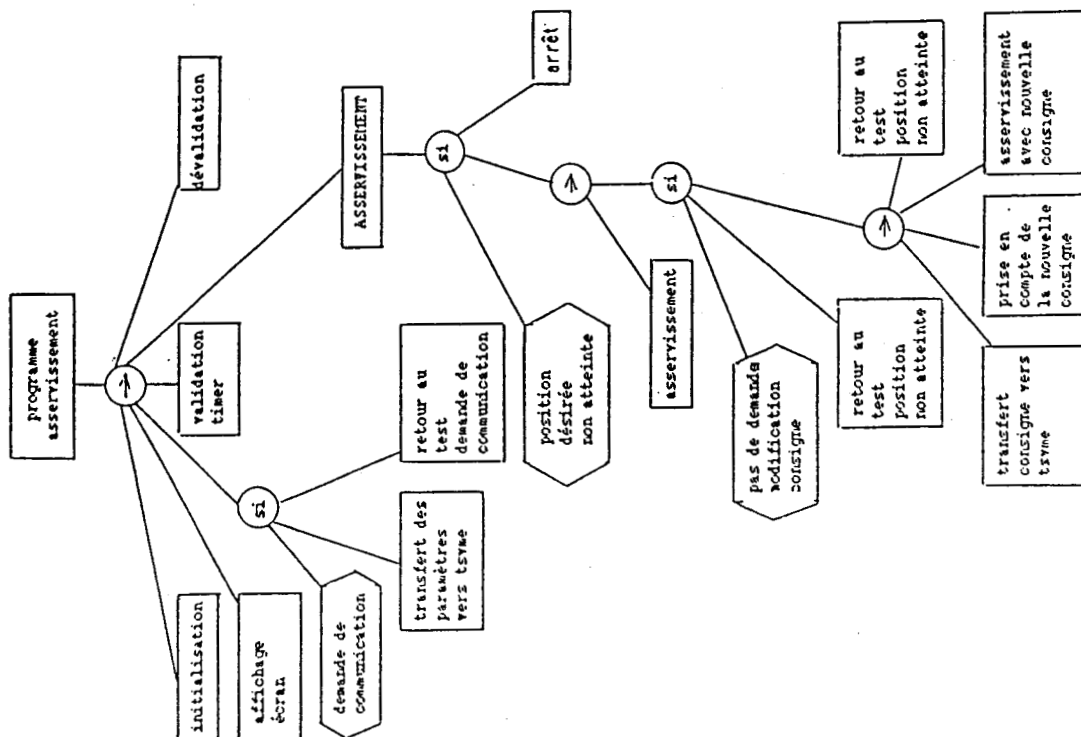 programme
asservissement
initialisation
affichage
écran
demande de
communication
si
transfert des
paramètres
vers tsvme
retour au
test
demande de
communication
validation
timer
ASSERVISSEMENT
dévalidation
si
position
désirée
non atteinte
arrêt
asservissement
si
pas de demande
modification
consigne
retour au
test
position
non atteinte
transfert
consigne vers
tsvme
prise en
compte de
la nouvelle
consigne
asservissement
avec nouvelle
consigne
retour au
test
position
non atteinte